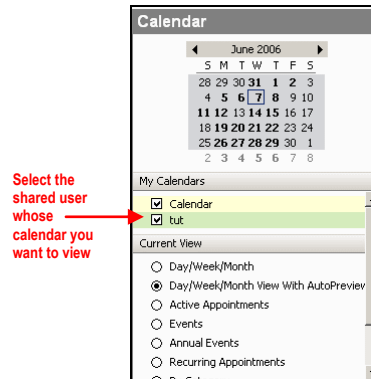 Calendar
June 2006
S M T W T F S
28 29 30 31 1 2 3
4 5 6 7 8 9 10
11 12 13 14 15 16 17
18 19 20 21 22 23 24
25 26 27 28 29 30 1
2 3 4 5 6 7 8
My Calendars
Select the
shared user
whose
calendar you
want to view
Calendar
tut
Current View
Day/Week/Month
Day/Week/Month View With AutoPreview
Active Appointments
Events
Annual Events
Recurring Appointments